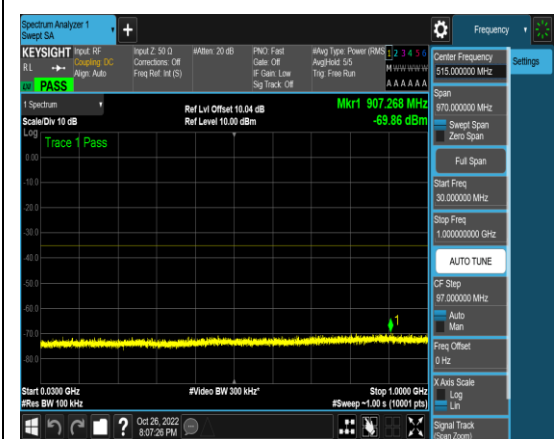 Spectrum Analyzer 1
Swept SA
+
Frequency
KEYSIGHT Input: RF
RL Coupling: DC
Align: Auto
Input Z: 50 Ω
Corrections: Off
Freq Ref: Int (S)
#Atten: 20 dB
PNO: Fast
Gate: Off
IF Gain: Low
Sig Track: Off
#Avg Type: Power (RMS
Avg|Hold: 5/5
Trig: Free Run
1 2 3 4 5 6
M W W W W W
A A A A A A
PASS
1 Spectrum
Scale/Div 10 dB
Ref Lvl Offset 10.04 dB
Ref Level 10.00 dBm
Mkr1 907.268 MHz
-69.86 dBm
Log
Trace 1 Pass
0.00
-10.0
-20.0
-30.0
-40.0
-50.0
-60.0
-70.0
-80.0
1
Start 0.0300 GHz
#Res BW 100 kHz
#Video BW 300 kHz*
Stop 1.0000 GHz
#Sweep ~1.00 s (10001 pts)
Oct 26, 2022
8:07:26 PM
Center Frequency
515.000000 MHz
Settings
Span
970.000000 MHz
Swept Span
Zero Span
Full Span
Start Freq
30.000000 MHz
Stop Freq
1.000000000 GHz
AUTO TUNE
CF Step
97.000000 MHz
Auto
Man
Freq Offset
0 Hz
X Axis Scale
Log
Lin
Signal Track
(Span Zoom)